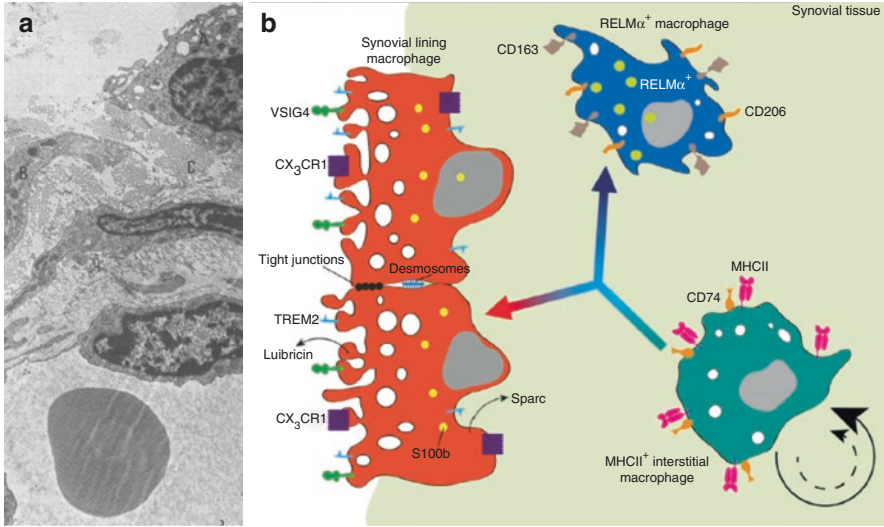 a
A
B
C
b
Synovial tissue
Synovial lining
macrophage
VSIG4
CX3CR1
Tight junctions
Desmosomes
TREM2
Luibricin
CX3CR1
S100b
Sparc
RELMα+ macrophage
CD163
RELMα+
CD206
MHCII
CD74
MHCII+ interstitial
macrophage